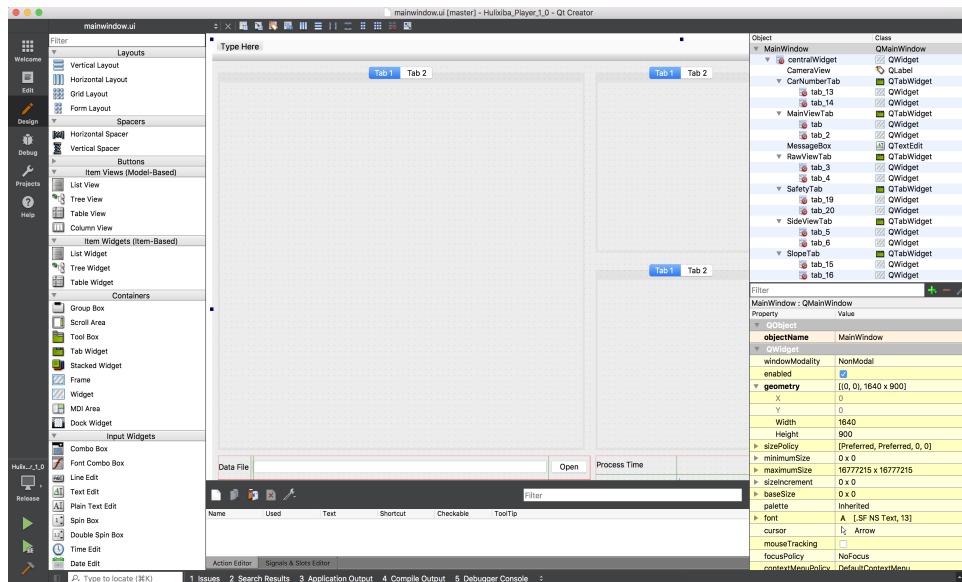 mainwindow.ui [master] - Hulixiba_Player_1_0 - Qt Creator
mainwindow.ui
Welcome
Edit
Design
Debug
Projects
Help
Hulix...r_1_0
Release
Filter
Layouts
Vertical Layout
Horizontal Layout
Grid Layout
Form Layout
Spacers
Horizontal Spacer
Vertical Spacer
Buttons
Item Views (Model-Based)
List View
Tree View
Table View
Column View
Item Widgets (Item-Based)
List Widget
Tree Widget
Table Widget
Containers
Group Box
Scroll Area
Tool Box
Tab Widget
Stacked Widget
Frame
Widget
MDI Area
Dock Widget
Input Widgets
Combo Box
Font Combo Box
Line Edit
Text Edit
Plain Text Edit
Spin Box
Double Spin Box
Time Edit
Date Edit
Type Here
Tab 1 Tab 2
Tab 1 Tab 2
Tab 1 Tab 2
Data File Open Process Time
Filter
Name Used Text Shortcut Checkable ToolTip
Action Editor Signals & Slots Editor
Object Class
MainWindow QMainWindow
centralWidget QWidget
CameraView QLabel
CarNumberTab QTabWidget
tab_13 QWidget
tab_14 QWidget
MainViewTab QTabWidget
tab QWidget
tab_2 QWidget
MessageBox QTextEdit
RawViewTab QTabWidget
tab_3 QWidget
tab_4 QWidget
SafetyTab QTabWidget
tab_19 QWidget
tab_20 QWidget
SideViewTab QTabWidget
tab_5 QWidget
tab_6 QWidget
SlopeTab QTabWidget
tab_15 QWidget
tab_16 QWidget
Filter
MainWindow : QMainWindow
Property Value
QObject
objectName MainWindow
QWidget
windowModality NonModal
enabled
geometry [(0, 0), 1640 x 900]
X 0
Y 0
Width 1640
Height 900
sizePolicy [Preferred, Preferred, 0, 0]
minimumSize 0 x 0
maximumSize 16777215 x 16777215
sizeIncrement 0 x 0
baseSize 0 x 0
palette Inherited
font A [.SF NS Text, 13]
cursor Arrow
mouseTracking
focusPolicy NoFocus
contextMenuPolicy DefaultContextMenu
Type to locate (⌘K) 1 Issues 2 Search Results 3 Application Output 4 Compile Output 5 Debugger Console